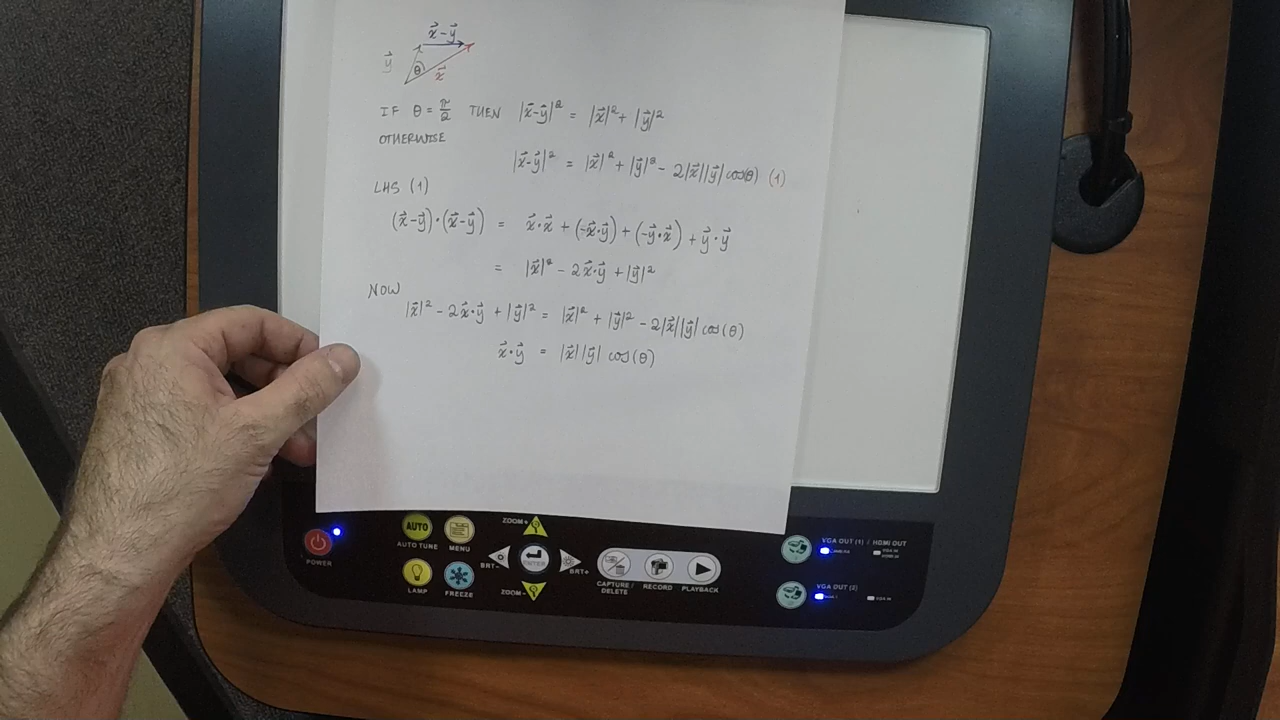 x⃗-y⃗
y⃗
θ
x⃗
IF θ = π/2 THEN |x⃗-y⃗|² = |x⃗|² + |y⃗|²
OTHERWISE
|x⃗-y⃗|² = |x⃗|² + |y⃗|² - 2|x⃗||y⃗| cos(θ) (1)
LHS (1)
(x⃗-y⃗)•(x⃗-y⃗) = x⃗•x⃗ + (-x⃗•y⃗) + (-y⃗•x⃗) + y⃗•y⃗
= |x⃗|² - 2x⃗•y⃗ + |y⃗|²
NOW
|x⃗|² - 2x⃗•y⃗ + |y⃗|² = |x⃗|² + |y⃗|² - 2|x⃗||y⃗| cos(θ)
x⃗•y⃗ = |x⃗||y⃗| cos(θ)
POWER
AUTO
AUTO TUNE
MENU
LAMP
FREEZE
ZOOM+
BRT-
ENTER
BRT+
ZOOM-
CAPTURE/
DELETE
RECORD
PLAYBACK
VGA OUT (1) / HDMI OUT
VGA OUT (2)
VGA IN